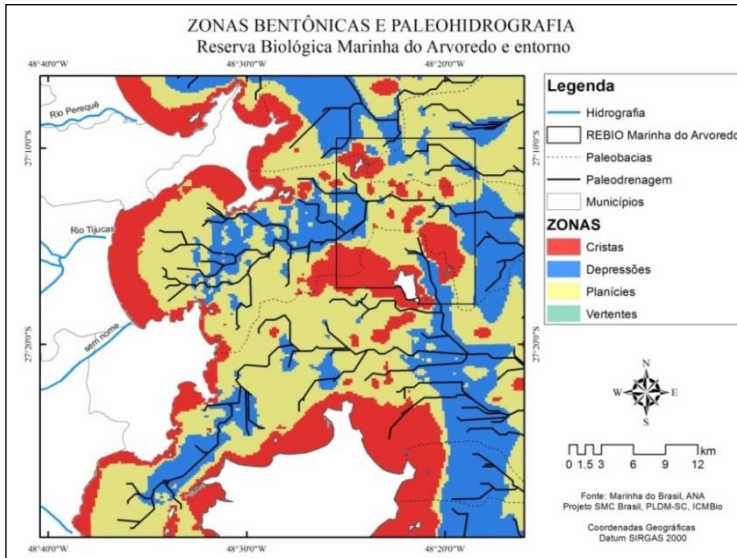 ZONAS BENTÔNICAS E PALEOHIDROGRAFIA
Reserva Biológica Marinha do Arvoredo e entorno
48°40'0"W 48°30'0"W 48°20'0"W
Legenda
Hidrografia
REBIO Marinha do Arvoredo
Paleobacias
Paleodrenagem
Municípios
ZONAS
Cristas
Depressões
Planícies
Vertentes
Rio Perequê
27°10'0"S
27°10'0"S
Rio Tijucas
sem nome
27°20'0"S
27°20'0"S
N
W E
S
km
0 1.5 3 6 9 12
Fonte: Marinha do Brasil, ANA
Projeto SMC Brasil, PLDM-SC, ICMBio
Coordenadas Geográficas
Datum SIRGAS 2000
48°40'0"W 48°30'0"W 48°20'0"W